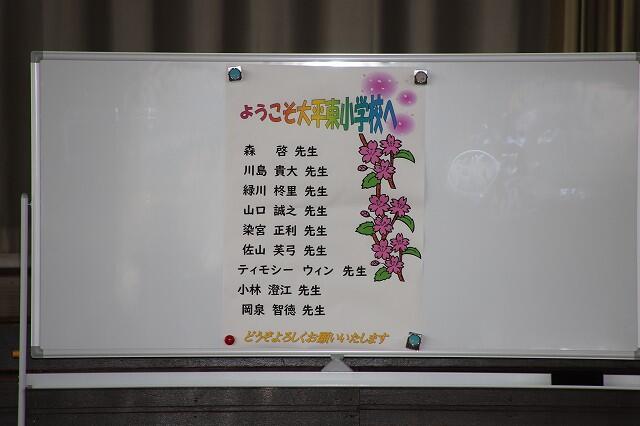 ようこそ大平東小学校へ
森 啓 先生
川島 貴大 先生
緑川 柊里 先生
山口 誠之 先生
染宮 正利 先生
佐山 芙弓 先生
ティモシー ウィン 先生
小林 澄江 先生
岡泉 智徳 先生
どうぞよろしくお願いいたします